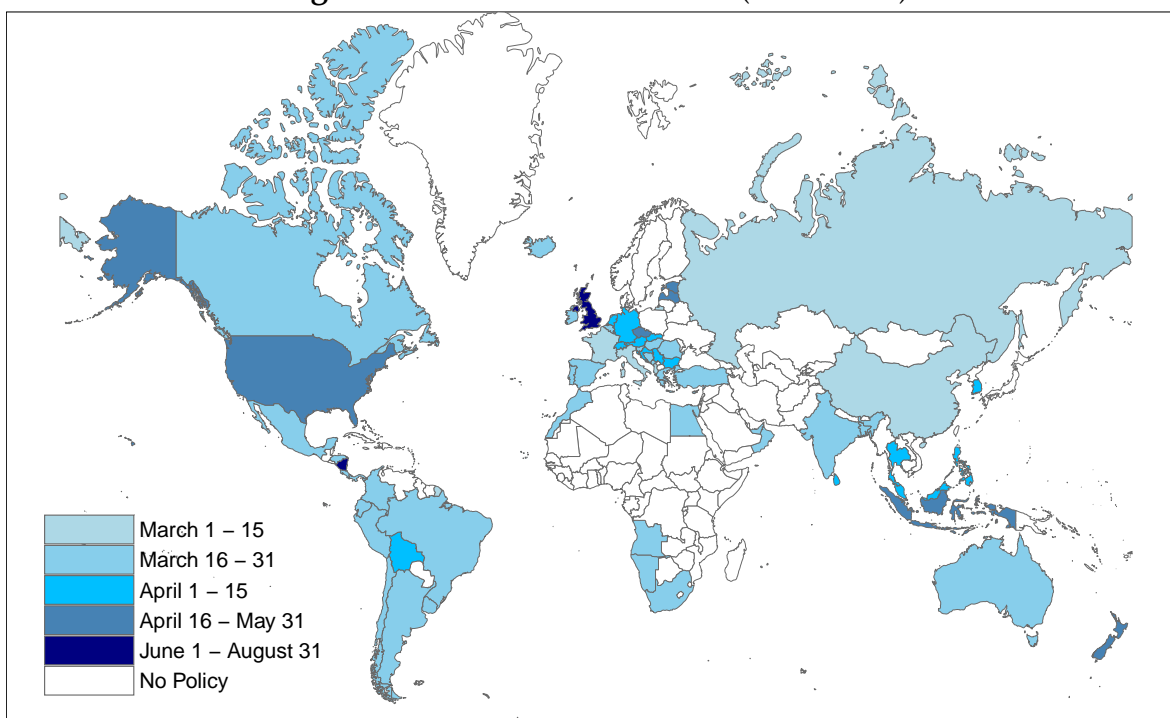 March 1 – 15
March 16 – 31
April 1 – 15
April 16 – May 31
June 1 – August 31
No Policy